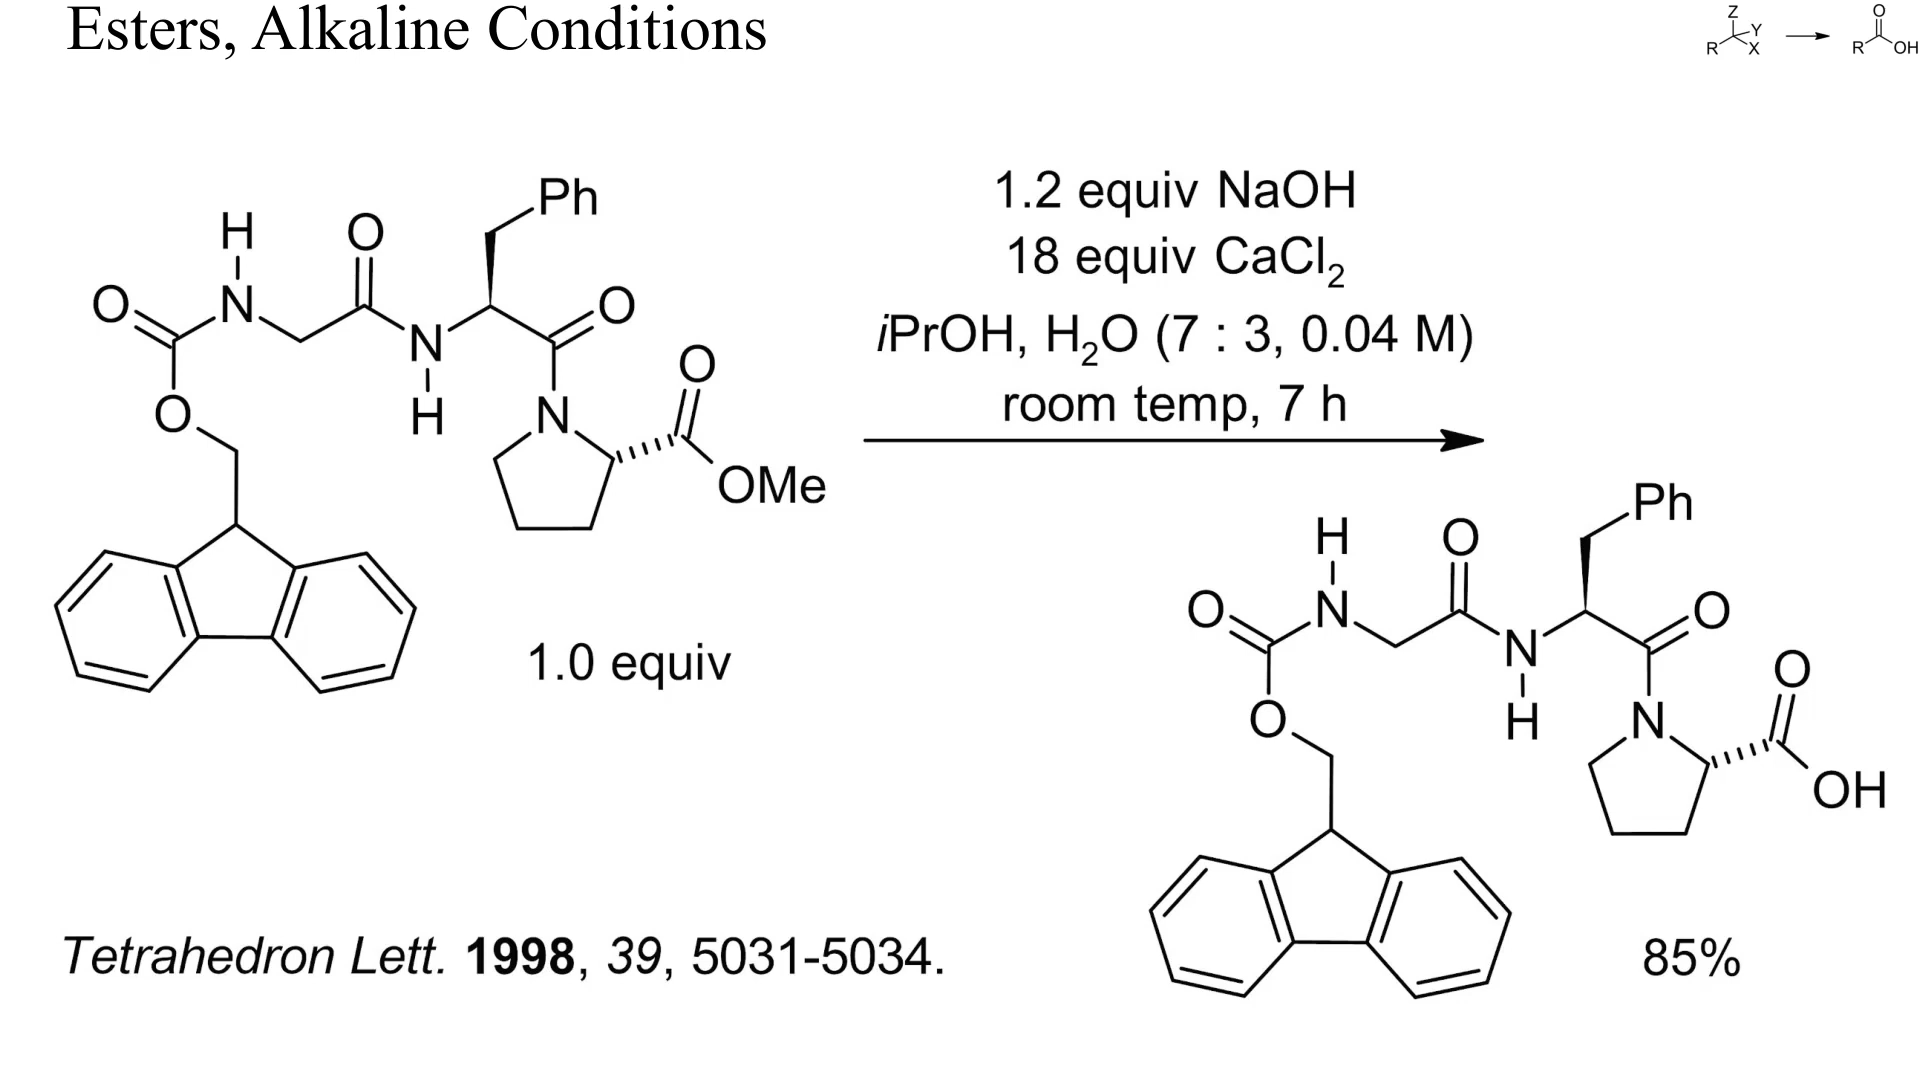 Esters, Alkaline Conditions
Z
R Y
X
O
R OH
1.2 equiv NaOH
18 equiv CaCl₂
iPrOH, H₂O (7 : 3, 0.04 M)
room temp, 7 h
Ph
H
O
O
N
N
H
O
O
O
N
OMe
1.0 equiv
Ph
H
O
O
N
N
H
O
O
O
N
OH
Tetrahedron Lett. 1998, 39, 5031-5034.
85%